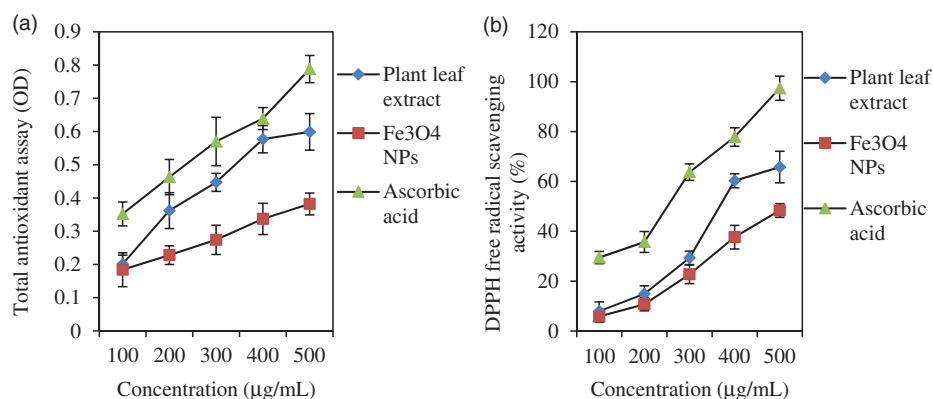 (a)
Total antioxidant assay (OD)
0.9
0.8
0.7
0.6
0.5
0.4
0.3
0.2
0.1
0
100 200 300 400 500
Concentration (µg/mL)
Plant leaf
extract
Fe3O4
NPs
Ascorbic
acid
(b)
DPPH free radical scavenging
activity (%)
120
100
80
60
40
20
0
100 200 300 400 500
Concentration (µg/mL)
Plant leaf
extract
Fe3O4
NPs
Ascorbic
acid